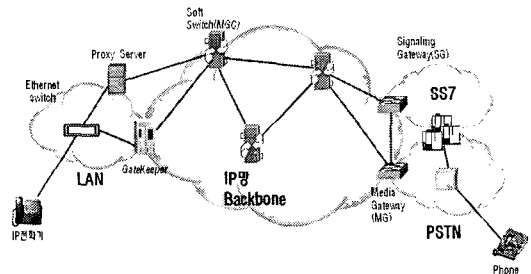 Soft
Switch(MGC)
Proxy Server
Ethernet
switch
Signaling
Gateway(SG)
SS7
GateKeeper
LAN
IP망
Backbone
Media
Gateway
(MG)
PSTN
IP전화기
Phone